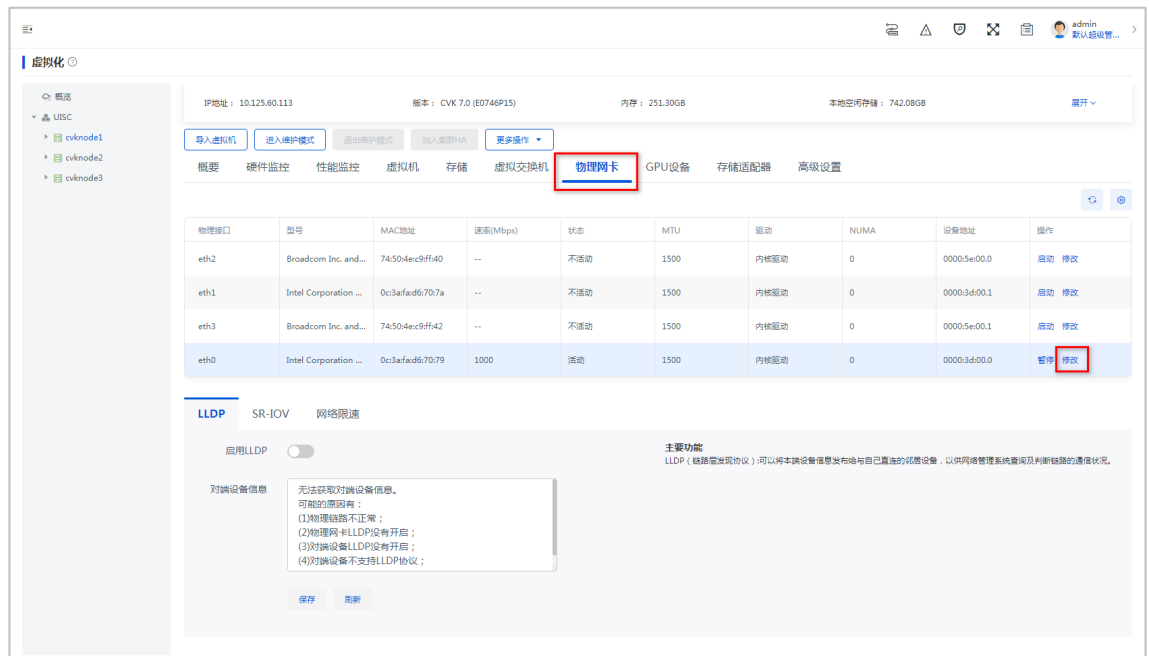 admin
默认超级管...
虚拟化
概览
UISC
cvknode1
cvknode2
cvknode3
IP地址： 10.125.60.113 版本： CVK 7.0 (E0746P15) 内存： 251.30GB 本地空闲存储： 742.08GB 展开
导入虚拟机 进入维护模式 退出维护模式 加入集群HA 更多操作
概要 硬件监控 性能监控 虚拟机 存储 虚拟交换机 物理网卡 GPU设备 存储适配器 高级设置
物理接口 型号 MAC地址 速率(Mbps) 状态 MTU 驱动 NUMA 设备地址 操作
eth2 Broadcom Inc. and... 74:50:4e:c9:ff:40 -- 不活动 1500 内核驱动 0 0000:5e:00.0 启动 修改
eth1 Intel Corporation ... 0c:3a:fa:d6:70:7a -- 不活动 1500 内核驱动 0 0000:3d:00.1 启动 修改
eth3 Broadcom Inc. and... 74:50:4e:c9:ff:42 -- 不活动 1500 内核驱动 0 0000:5e:00.1 启动 修改
eth0 Intel Corporation ... 0c:3a:fa:d6:70:79 1000 活动 1500 内核驱动 0 0000:3d:00.0 暂停 修改
LLDP SR-IOV 网络限速
启用LLDP
主要功能
LLDP（链路层发现协议）:可以将本端设备信息发布给与自己直连的邻居设备，以供网络管理系统查询及判断链路的通信状况。
对端设备信息
无法获取对端设备信息。
可能的原因有：
(1)物理链路不正常；
(2)物理网卡LLDP没有开启；
(3)对端设备LLDP没有开启；
(4)对端设备不支持LLDP协议；
保存 刷新